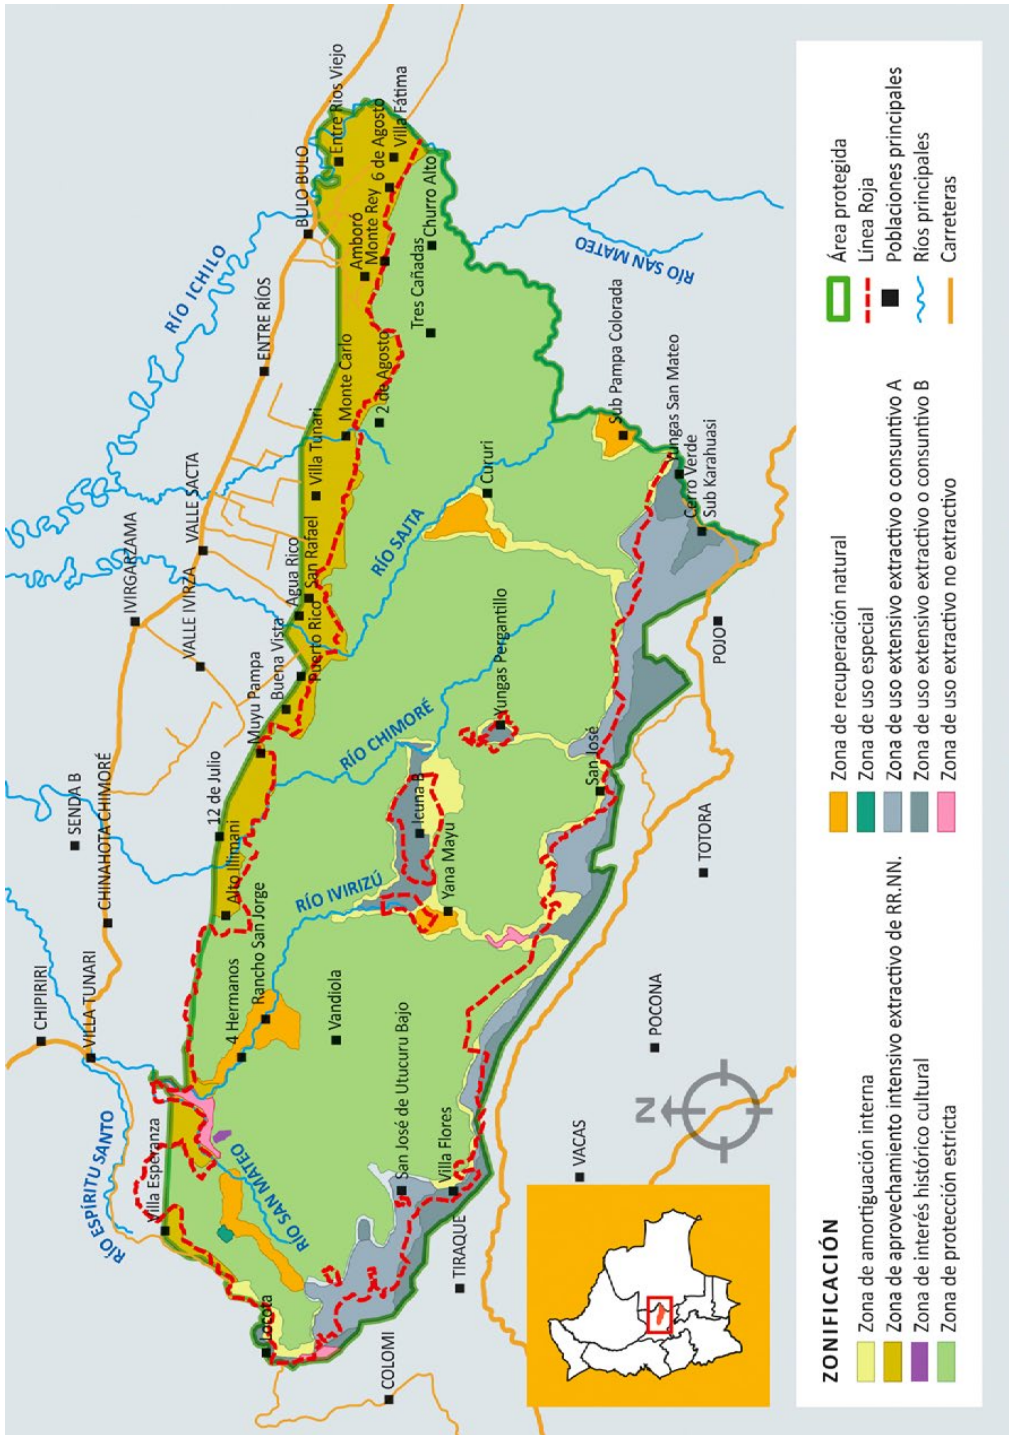 CHIPIRIRI
SENDA B
VILLA TUNARI
CHINAHOTA CHIMORÉ
IVIRGARZAMA
VALLE IVIRZA
VALLE SACTA
ENTRE RÍOS
BULO BULO
RÍO ICHILO
RÍO ESPÍRITU SANTO
Villa Esperanza
Locota
COLOMI
RÍO SAN MATEO
4 Hermanos
Rancho San Jorge
Vandiola
Alto Illimani
12 de Julio
Muyu Pampa
Buena Vista
Puerto Rico
Agua Rico
San Rafael
Villa Tunari
Monte Carlo
2 de Agosto
Amboró
Monte Rey
6 de Agosto
Entre Ríos Viejo
Villa Fátima
Tres Cañadas
Churro Alto
RÍO SAN MATEO
RÍO SAJTA
RÍO CHIMORÉ
RÍO IVIRIZÚ
Icuna B
Yana Mayu
Yungas Pergantillo
Cururi
Sub Pampa Colorada
Yungas San Mateo
Cerro Verde
Sub Karahuasi
San José
San José de Utucuru Bajo
Villa Flores
TIRAQUE
VACAS
POCONA
TOTORA
POJO
N
ZONIFICACIÓN
Zona de amortiguación interna
Zona de aprovechamiento intensivo extractivo de RR.NN.
Zona de interés histórico cultural
Zona de protección estricta
Zona de recuperación natural
Zona de uso especial
Zona de uso extensivo extractivo o consuntivo A
Zona de uso extensivo extractivo o consuntivo B
Zona de uso extractivo no extractivo
Área protegida
Línea Roja
Poblaciones principales
Ríos principales
Carreteras